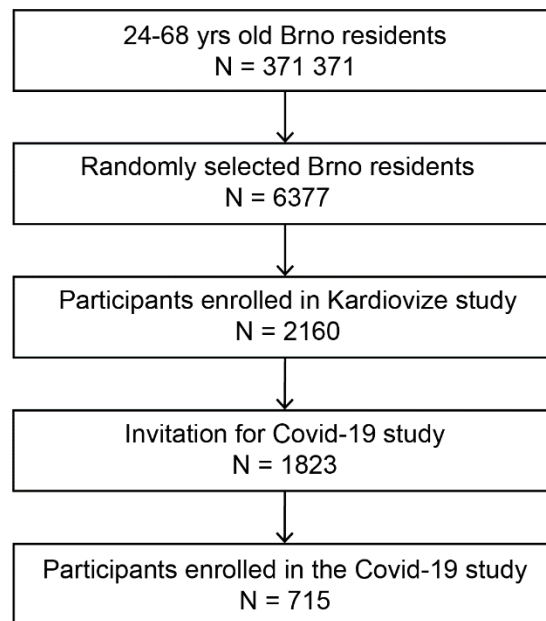 24-68 yrs old Brno residents
N = 371 371
Randomly selected Brno residents
N = 6377
Participants enrolled in Kardiovize study
N = 2160
Invitation for Covid-19 study
N = 1823
Participants enrolled in the Covid-19 study
N = 715